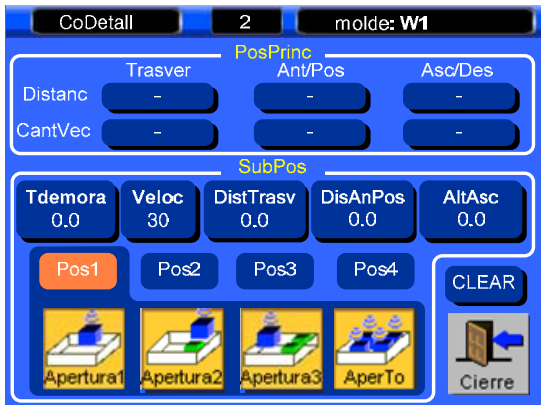 CoDetall 2 molde: W1
PosPrinc
Trasver Ant/Pos Asc/Des
Distanc - - -
CantVec - - -
SubPos
Tdemora Veloc DistTrasv DisAnPos AltAsc
0.0 30 0.0 0.0 0.0
Pos1 Pos2 Pos3 Pos4
CLEAR
Apertura1 Apertura2 Apertura3 AperTo
Cierre